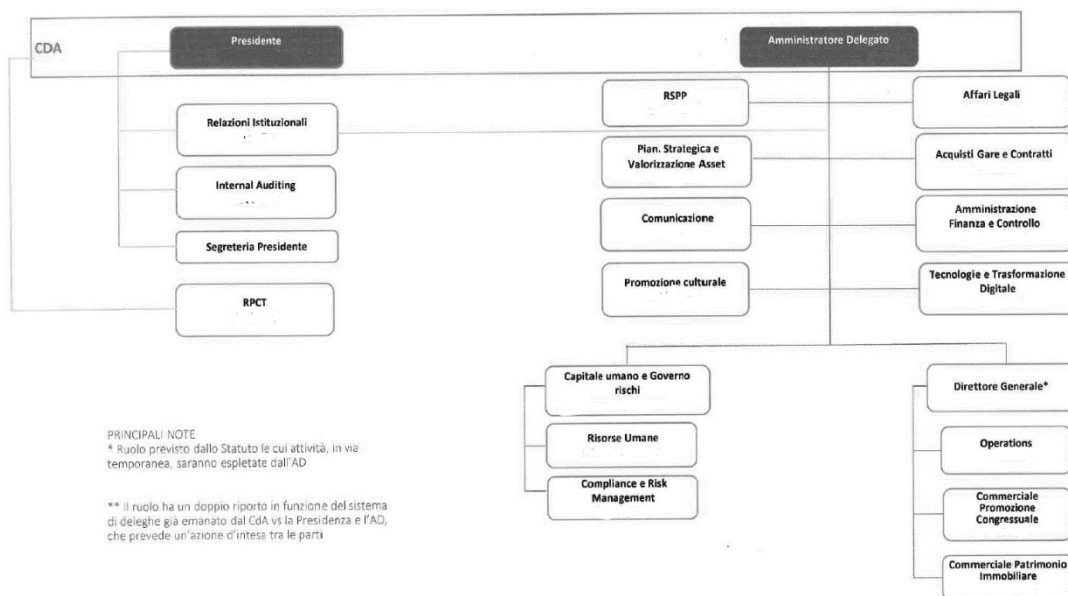 CDA
Presidente
Amministratore Delegato
Relazioni Istituzionali
Internal Auditing
Segreteria Presidente
RPCT
RSPP
Affari Legali
Pian. Strategica e
Valorizzazione Asset
Acquisti Gare e Contratti
Comunicazione
Amministrazione
Finanza e Controllo
Promozione culturale
Tecnologie e Trasformazione
Digitale
Capitale umano e Governo
rischi
Risorse Umane
Compliance e Risk
Management
Direttore Generale*
Operations
Commerciale
Promozione
Congressuale
Commerciale Patrimonio
Immobiliare
PRINCIPALI NOTE
* Ruolo previsto dallo Statuto le cui attività, in via
temporanea, saranno espletate dall'AD
** Il ruolo ha un doppio riporto in funzione del sistema
di deleghe già emanato dal CdA vs la Presidenza e l'AD,
che prevede un'azione d'intesa tra le parti